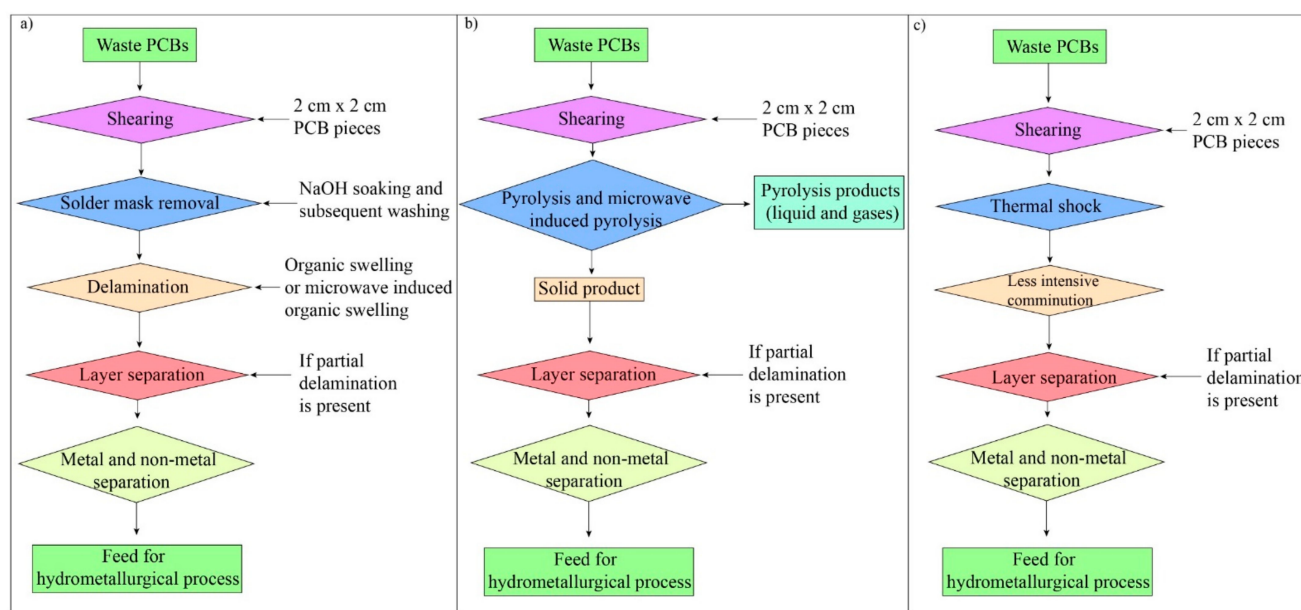 a)
Waste PCBs
Shearing
2 cm x 2 cm
PCB pieces
Solder mask removal
NaOH soaking and
subsequent washing
Delamination
Organic swelling
or microwave induced
organic swelling
Layer separation
If partial
delamination
is present
Metal and non-metal
separation
Feed for
hydrometallurgical process
b)
Waste PCBs
Shearing
2 cm x 2 cm
PCB pieces
Pyrolysis and microwave
induced pyrolysis
Pyrolysis products
(liquid and gases)
Solid product
Layer separation
If partial
delamination
is present
Metal and non-metal
separation
Feed for
hydrometallurgical process
c)
Waste PCBs
Shearing
2 cm x 2 cm
PCB pieces
Thermal shock
Less intensive
comminution
Layer separation
If partial
delamination
is present
Metal and non-metal
separation
Feed for
hydrometallurgical process